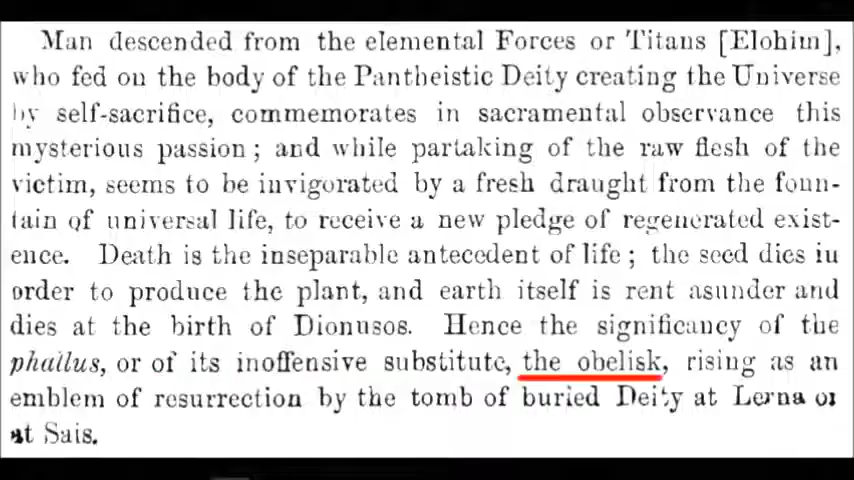 Man descended from the elemental Forces or Titans [Elohim],
who fed on the body of the Pantheistic Deity creating the Universe
by self-sacrifice, commemorates in sacramental observance this
mysterious passion; and while partaking of the raw flesh of the
victim, seems to be invigorated by a fresh draught from the foun-
tain of universal life, to receive a new pledge of regenerated exist-
ence. Death is the inseparable antecedent of life; the seed dies in
order to produce the plant, and earth itself is rent asunder and
dies at the birth of Dionusos. Hence the significancy of the
phallus, or of its inoffensive substitute, the obelisk, rising as an
emblem of resurrection by the tomb of buried Deity at Lerna or
at Sais.